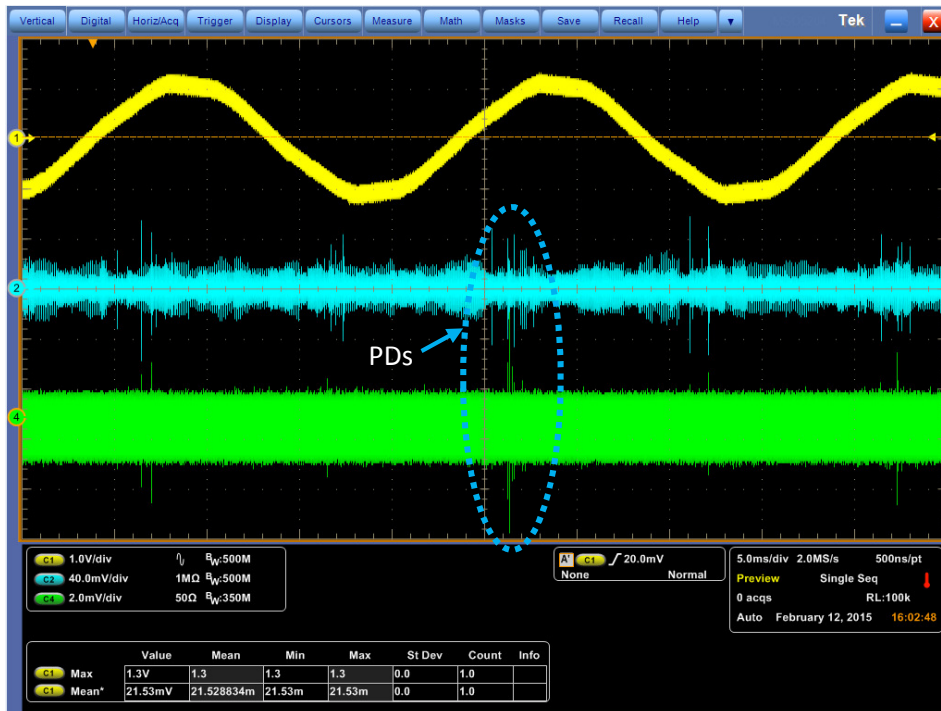 Vertical Digital Horiz/Acq Trigger Display Cursors Measure Math Masks Save Recall Help ▼ Tek X
1
2
PDs
4
C1 1.0V/div BW:500M
C2 40.0mV/div 1MΩ BW:500M
C4 2.0mV/div 50Ω BW:350M
A' C1 20.0mV
None Normal
5.0ms/div 2.0MS/s 500ns/pt
Preview Single Seq
0 acqs RL:100k
Auto February 12, 2015 16:02:48
Value Mean Min Max St Dev Count Info
C1 Max 1.3V 1.3 1.3 1.3 0.0 1.0
C1 Mean* 21.53mV 21.528834m 21.53m 21.53m 0.0 1.0